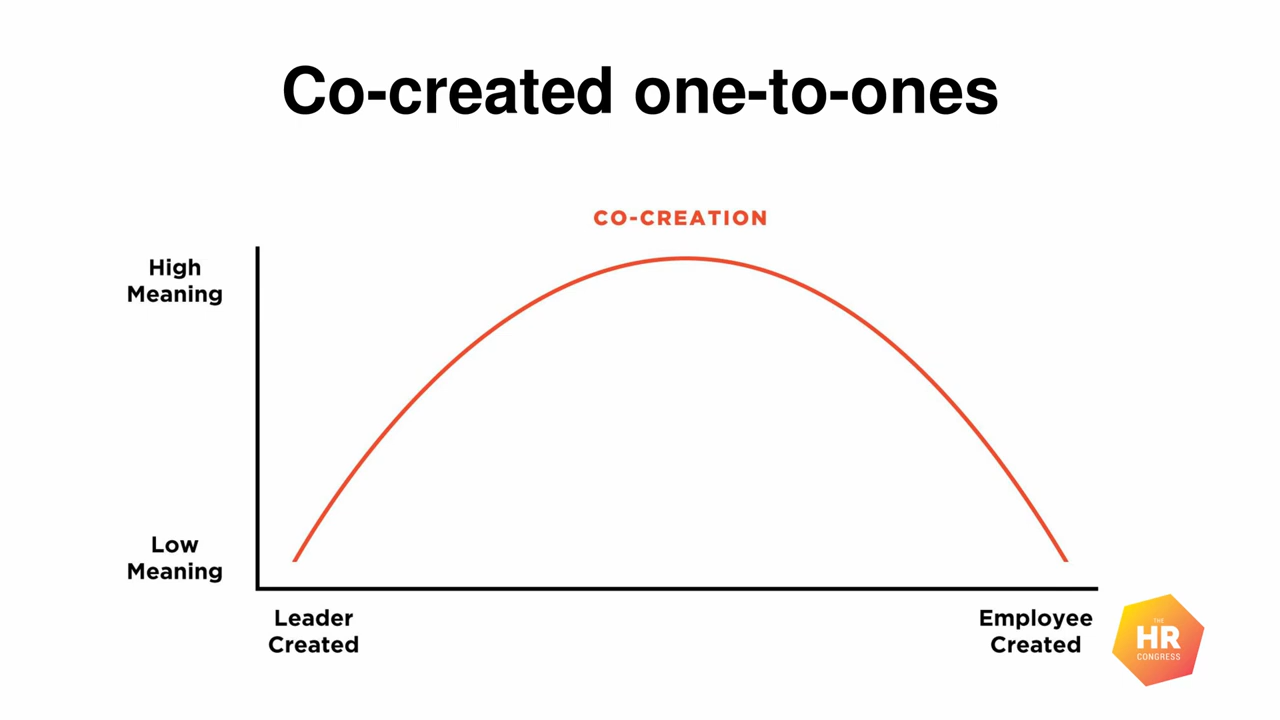 Co-created one-to-ones
CO-CREATION
High
Meaning
Low
Meaning
Leader
Created
Employee
Created
THE
HR
CONGRESS